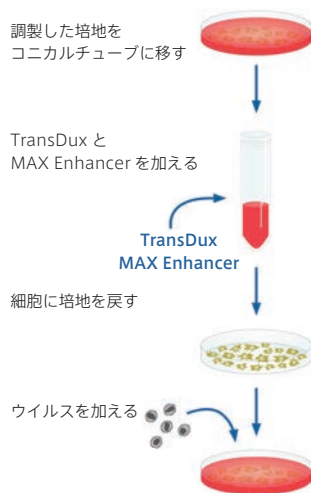 調製した培地を
コニカルチューブに移す
TransDux と
MAX Enhancer を加える
TransDux
MAX Enhancer
細胞に培地を戻す
ウイルスを加える